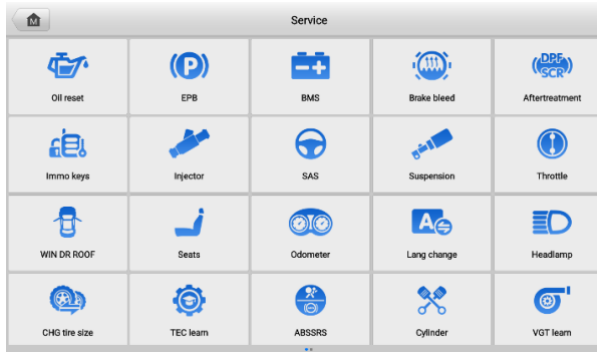 M
Service
DPF
SCR
Oil reset
EPB
BMS
Brake bleed
Aftertreatment
Immo keys
Injector
SAS
Suspension
Throttle
A
WIN DR ROOF
Seats
Odometer
Lang change
Headlamp
CHG tire size
TEC learn
ABSSRS
Cylinder
VGT learn